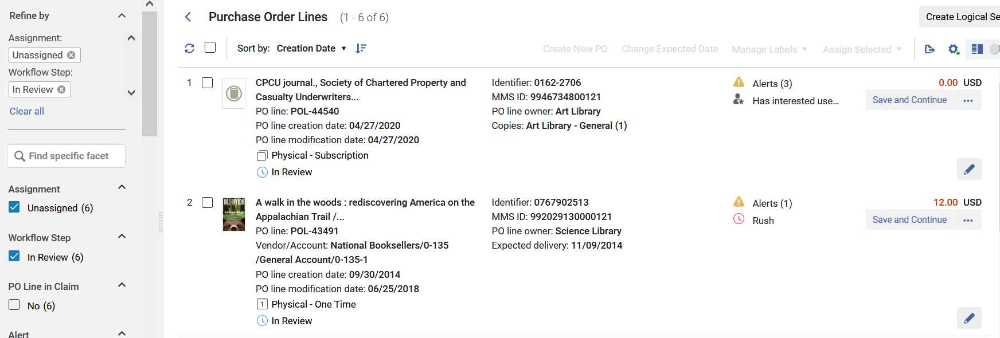 Refine by
Assignment:
Unassigned
Workflow Step:
In Review
Clear all
Find specific facet
Assignment
Unassigned (6)
Workflow Step
In Review (6)
PO Line in Claim
No (6)
Alert
Purchase Order Lines (1 - 6 of 6)
Create Logical Se
Sort by: Creation Date
Create New PO Change Expected Date Manage Labels Assign Selected
1
CPCU journal., Society of Chartered Property and
Casualty Underwriters...
PO line: POL-44540
PO line creation date: 04/27/2020
PO line modification date: 04/27/2020
Physical - Subscription
In Review
Identifier: 0162-2706
MMS ID: 9946734800121
PO line owner: Art Library
Copies: Art Library - General (1)
Alerts (3)
Has interested use...
0.00 USD
Save and Continue
2
BILL BRYSON
A walk in the woods : rediscovering America on the
Appalachian Trail /...
PO line: POL-43491
Vendor/Account: National Booksellers/0-135
/General Account/0-135-1
PO line creation date: 09/30/2014
PO line modification date: 06/25/2018
1 Physical - One Time
In Review
Identifier: 0767902513
MMS ID: 992029130000121
PO line owner: Science Library
Expected delivery: 11/09/2014
Alerts (1)
Rush
12.00 USD
Save and Continue